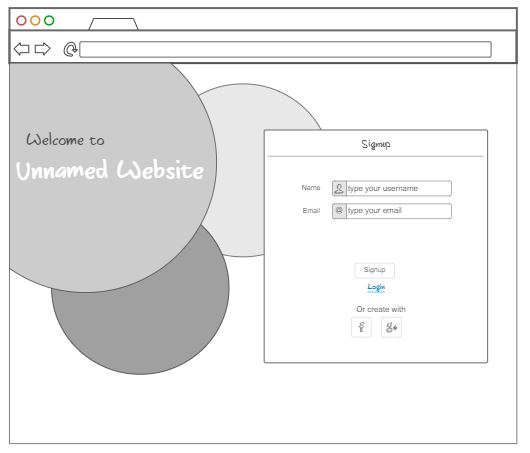 Welcome to
Unnamed Website
Signup
Name type your username
Email @ type your email
Signup
Login
Or create with
f g+